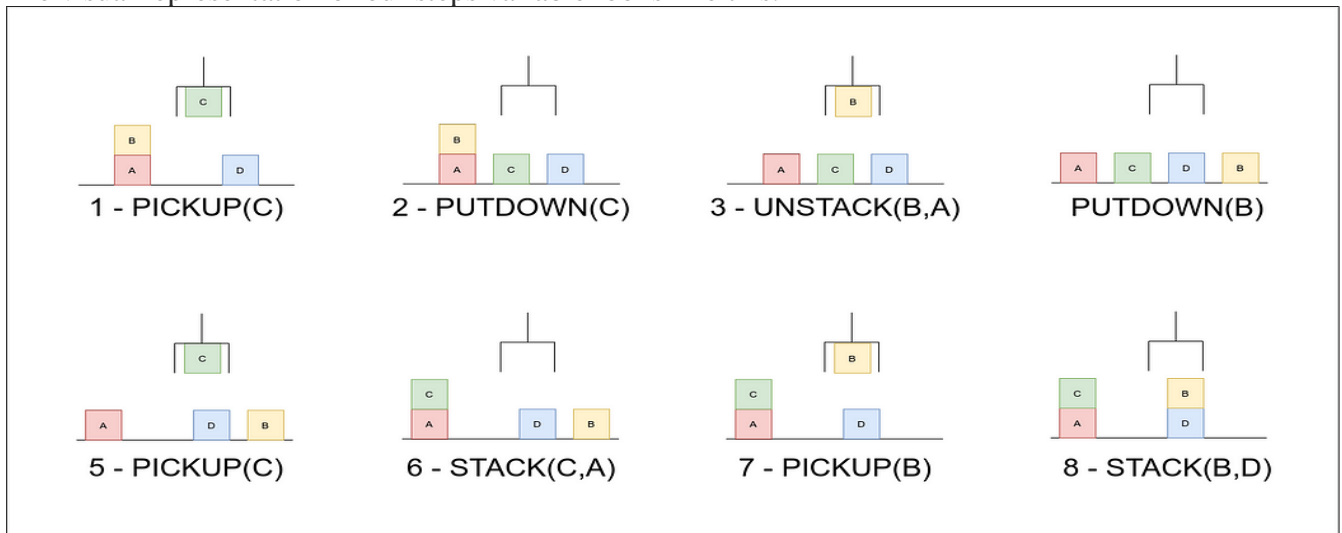 C
B
A D
1 - PICKUP(C)
B
A C D
2 - PUTDOWN(C)
B
A C D
3 - UNSTACK(B,A)
A C D B
PUTDOWN(B)
C
A D B
5 - PICKUP(C)
C
A D B
6 - STACK(C,A)
B
C
A D
7 - PICKUP(B)
C B
A D
8 - STACK(B,D)